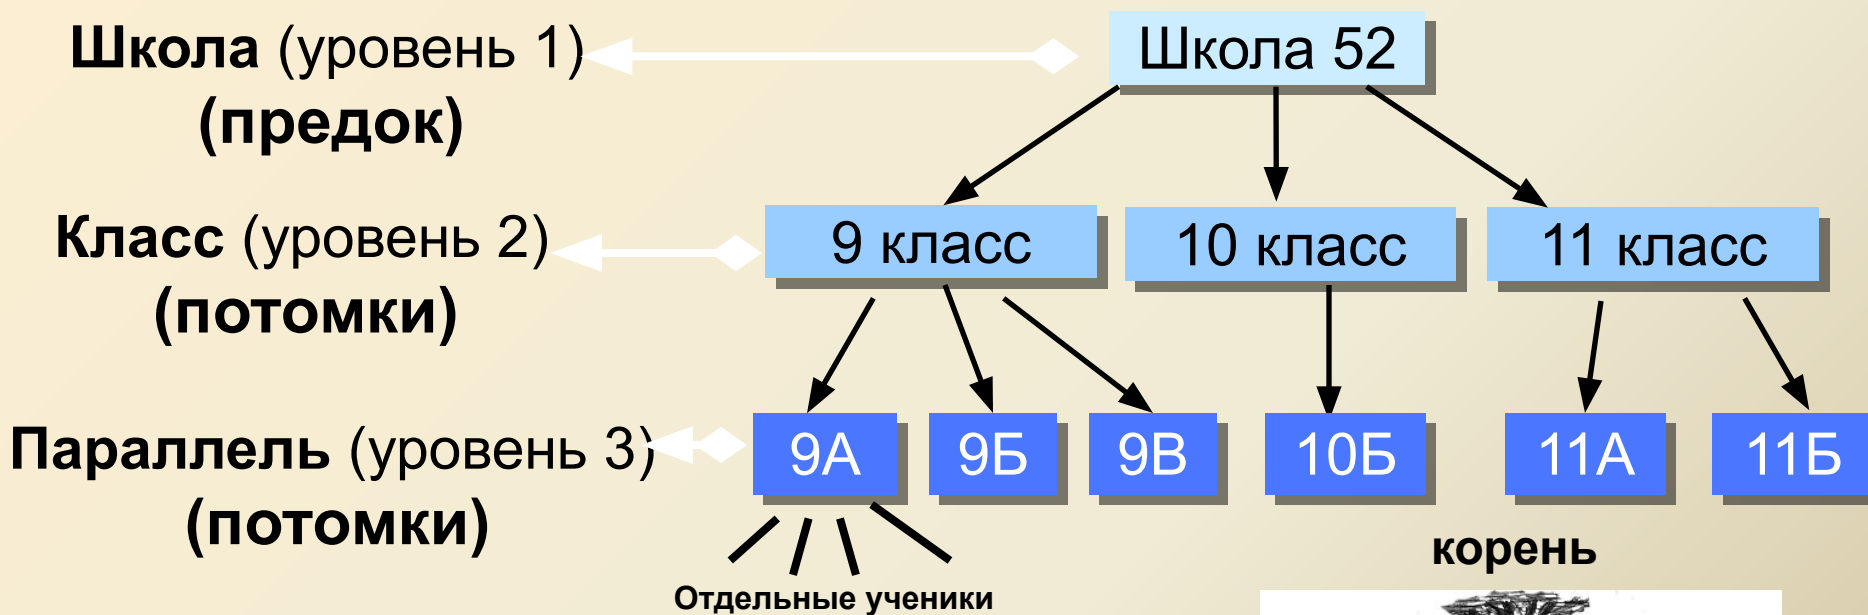 Школа (уровень 1)
(предок)
Школа 52
Класс (уровень 2)
(потомки)
9 класс
10 класс
11 класс
Параллель (уровень 3)
(потомки)
9А
9Б
9В
10Б
11А
11Б
Отдельные ученики
корень